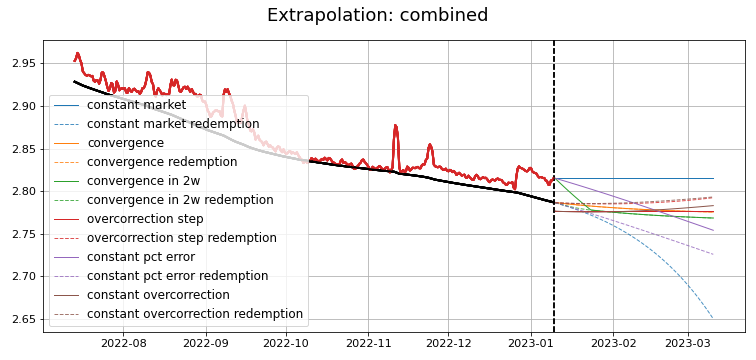 Extrapolation: combined
2.95
2.90
2.85
2.80
2.75
2.70
2.65
constant market
constant market redemption
convergence
convergence redemption
convergence in 2w
convergence in 2w redemption
overcorrection step
overcorrection step redemption
constant pct error
constant pct error redemption
constant overcorrection
constant overcorrection redemption
2022-08 2022-09 2022-10 2022-11 2022-12 2023-01 2023-02 2023-03